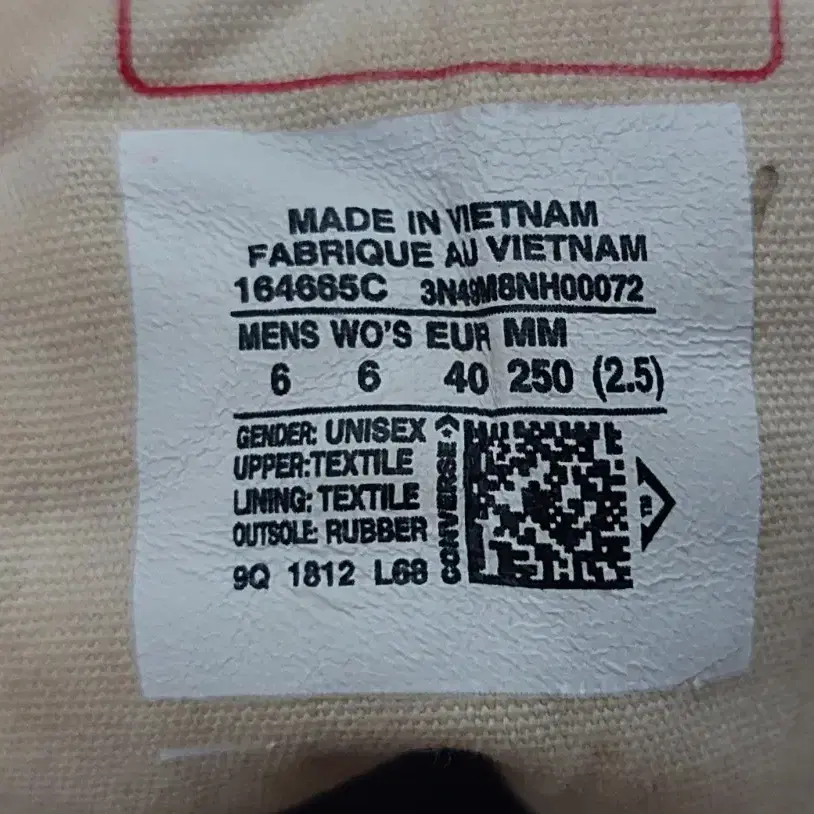 MADE IN VIETNAM
FABRIQUE AU VIETNAM
164665C 3N49M8NH00072
MENS WO'S EUR MM
6 6 40 250 (2.5)
GENDER: UNISEX
UPPER:TEXTILE
LINING: TEXTILE
OUTSOLE: RUBBER
9Q 1812 L68
CONVERSE